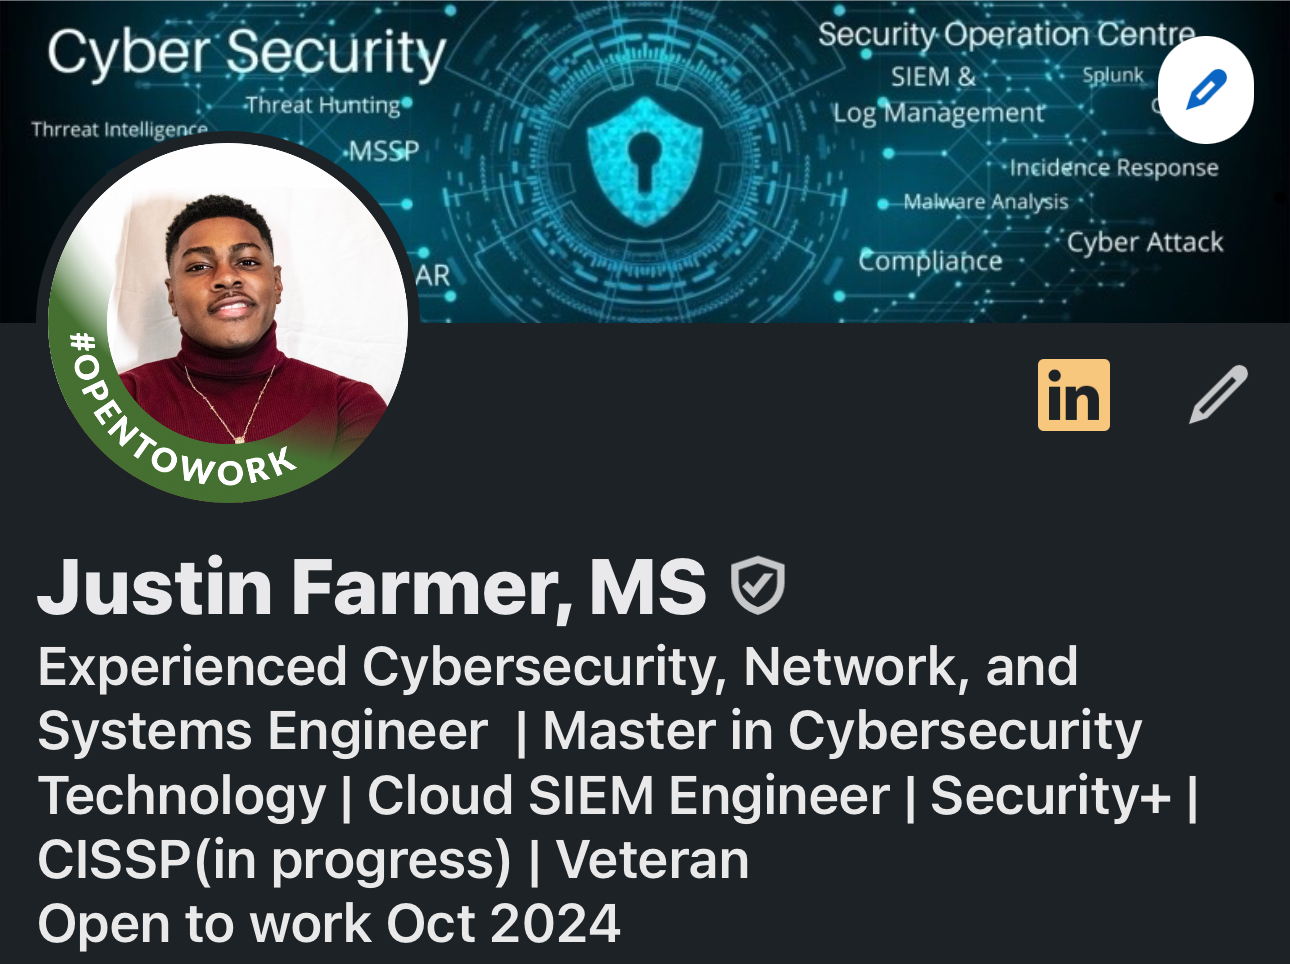 Cyber Security
Threat Hunting
Thrreat Intelligence
MSSP
AR
Security Operation Centre
SIEM &
Splunk
Log Management
Incidence Response
Malware Analysis
Cyber Attack
Compliance
#OPENTOWORK
in
Justin Farmer, MS
Experienced Cybersecurity, Network, and
Systems Engineer | Master in Cybersecurity
Technology | Cloud SIEM Engineer | Security+ |
CISSP(in progress) | Veteran
Open to work Oct 2024